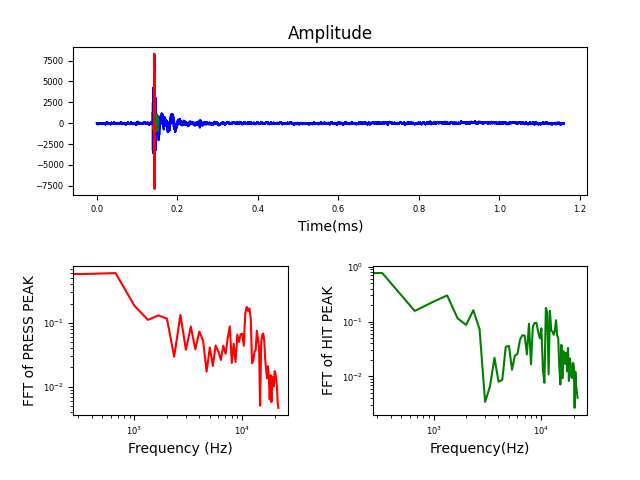 Amplitude
7500
5000
2500
0
−2500
−5000
−7500
0.0 0.2 0.4 0.6 0.8 1.0 1.2
Time(ms)
FFT of PRESS PEAK
10⁻¹
10⁻²
10³ 10⁴
Frequency (Hz)
FFT of HIT PEAK
10⁰
10⁻¹
10⁻²
10³ 10⁴
Frequency(Hz)